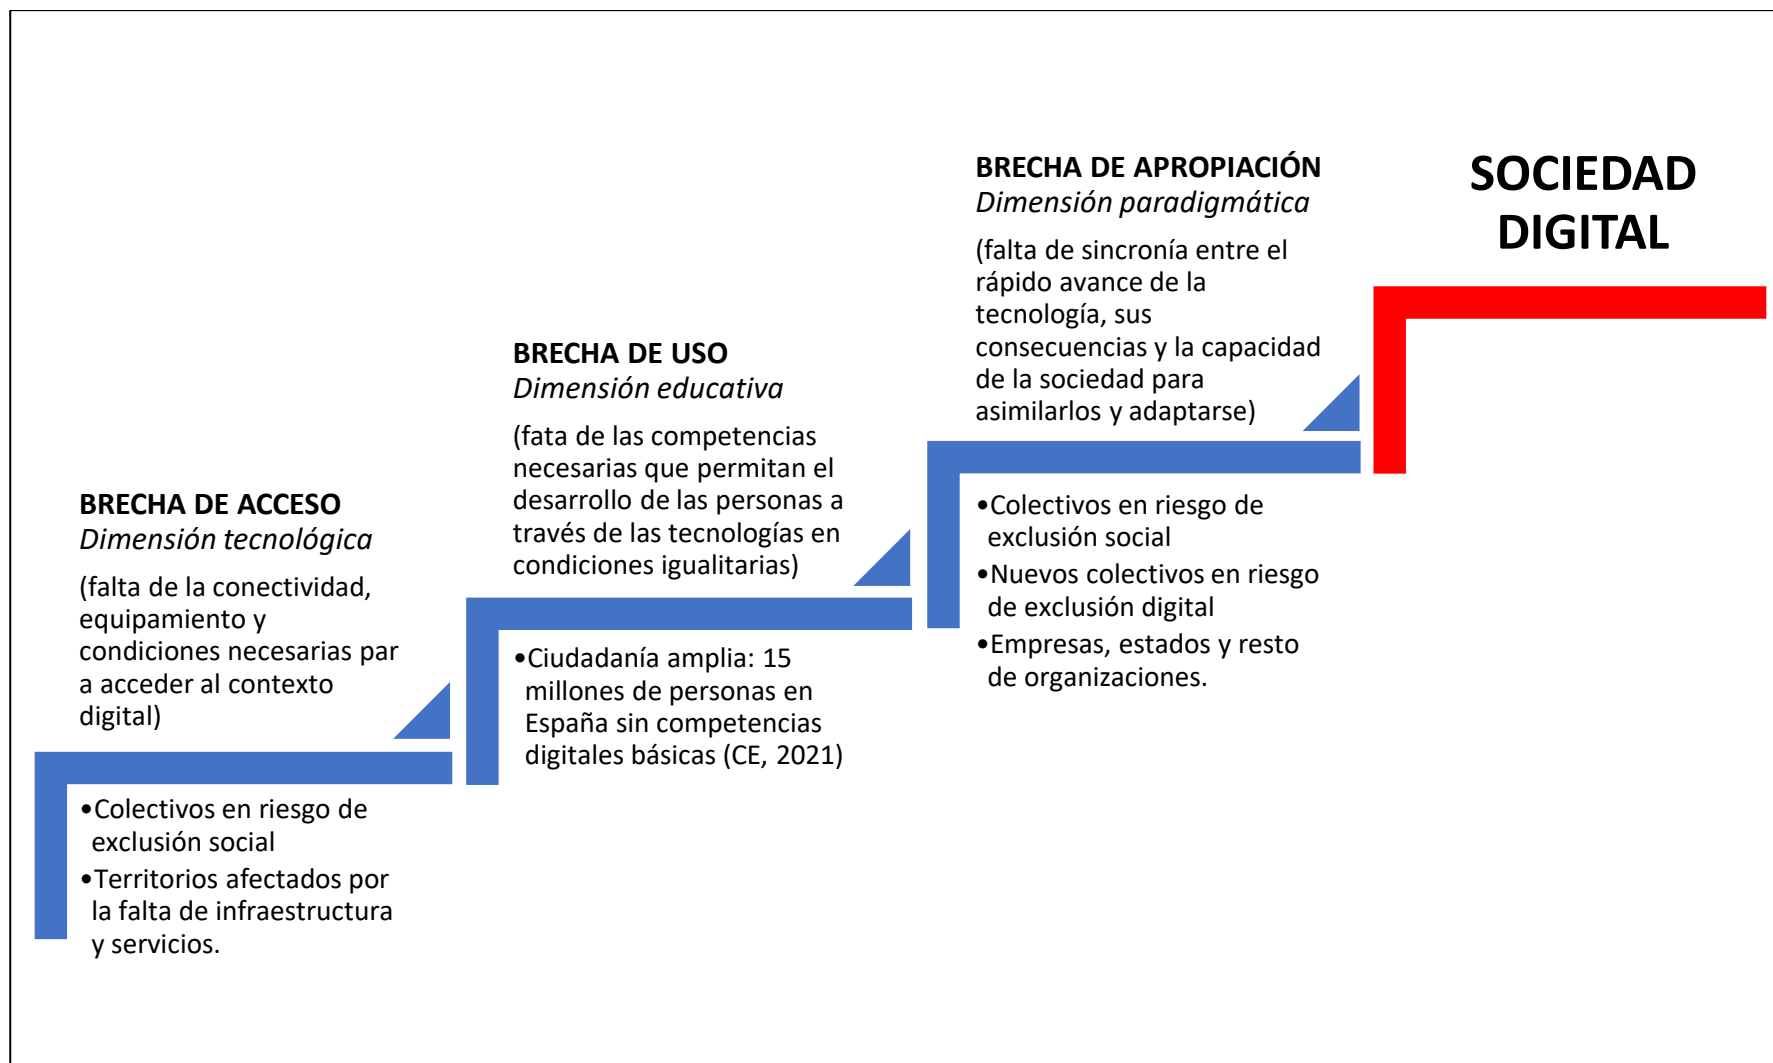 BRECHA DE ACCESO
Dimensión tecnológica
(falta de la conectividad,
equipamiento y
condiciones necesarias par
a acceder al contexto
digital)
•Colectivos en riesgo de
exclusión social
•Territorios afectados por
la falta de infraestructura
y servicios.
BRECHA DE USO
Dimensión educativa
(fata de las competencias
necesarias que permitan el
desarrollo de las personas a
través de las tecnologías en
condiciones igualitarias)
•Ciudadanía amplia: 15
millones de personas en
España sin competencias
digitales básicas (CE, 2021)
BRECHA DE APROPIACIÓN
Dimensión paradigmática
(falta de sincronía entre el
rápido avance de la
tecnología, sus
consecuencias y la capacidad
de la sociedad para
asimilarlos y adaptarse)
•Colectivos en riesgo de
exclusión social
•Nuevos colectivos en riesgo
de exclusión digital
•Empresas, estados y resto
de organizaciones.
SOCIEDAD
DIGITAL